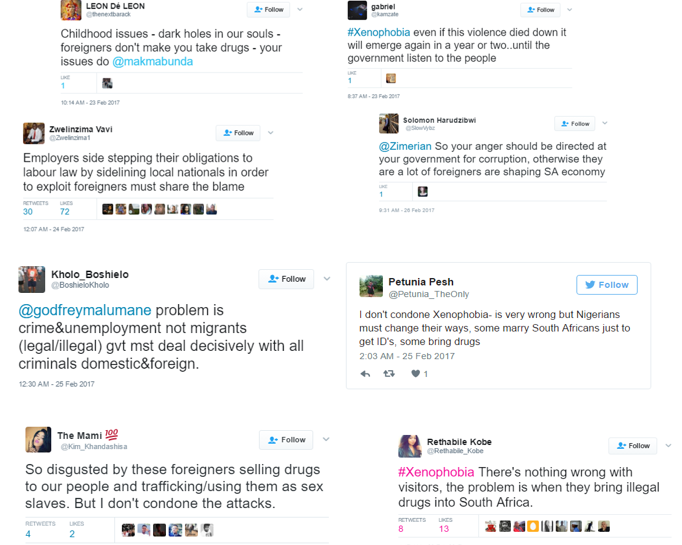 LEON Dé LEON
@thenextbarack
Follow
Childhood issues - dark holes in our souls -
foreigners don't make you take drugs - your
issues do @makmabunda
LIKE
1
10:14 AM - 23 Feb 2017
gabriel
@kamzate
Follow
#Xenophobia even if this violence died down it
will emerge again in a year or two..until the
government listen to the people
LIKE
1
8:37 AM - 23 Feb 2017
Zwelinzima Vavi
@Zwelinzima1
Follow
Employers side stepping their obligations to
labour law by sidelining local nationals in order
to exploit foreigners must share the blame
RETWEETS LIKES
30 72
12:07 AM - 24 Feb 2017
Solomon Harudzibwi
@SlowVybz
Follow
@Zimerian So your anger should be directed at
your government for corruption, otherwise they
are a lot of foreigners are shaping SA economy
LIKE
1
9:31 AM - 26 Feb 2017
Kholo_Boshielo
@BoshieloKholo
Follow
@godfreymalumane problem is
crime&unemployment not migrants
(legal/illegal) gvt mst deal decisively with all
criminals domestic&foreign.
12:30 AM - 25 Feb 2017
Petunia Pesh
@Petunia_TheOnly
Follow
I don't condone Xenophobia- is very wrong but Nigerians
must change their ways, some marry South Africans just to
get ID's, some bring drugs
2:03 AM - 25 Feb 2017
1
The Mami 💯
@Kim_Khandashisa
Follow
So disgusted by these foreigners selling drugs
to our people and trafficking/using them as sex
slaves. But I don't condone the attacks.
RETWEETS LIKES
4 2
Rethabile Kobe
@Rethabile_Kobe
Follow
#Xenophobia There's nothing wrong with
visitors, the problem is when they bring illegal
drugs into South Africa.
RETWEETS LIKES
8 13